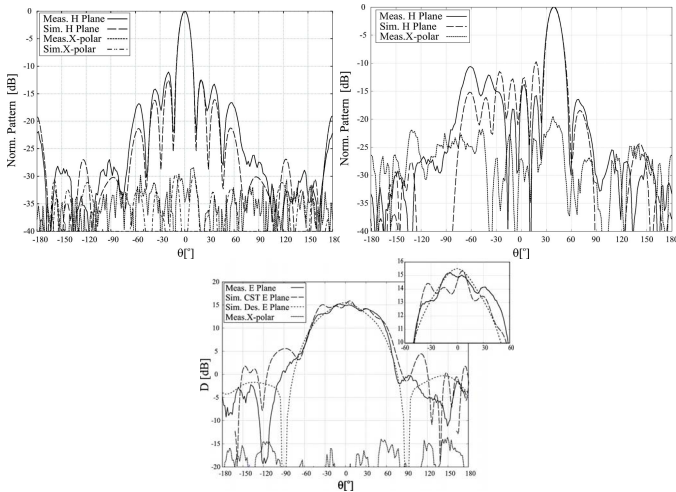 Meas. H Plane
Sim. H Plane
Meas.X-polar
Sim.X-polar
Norm. Pattern [dB]
0
-5
-10
-15
-20
-25
-30
-35
-40
-180 -150 -120 -90 -60 -30 0 30 60 90 120 150 180
θ[°]
Meas. H Plane
Sim. H Plane
Meas.X-polar
Norm. Pattern [dB]
0
-5
-10
-15
-20
-25
-30
-35
-40
-180 -150 -120 -90 -60 -30 0 30 60 90 120 150 180
θ[°]
Meas. E Plane
Sim. CST E Plane
Sim. Des. E Plane
Meas.X-polar
D [dB]
20
15
10
5
0
-5
-10
-15
-20
-180 -150 -120 -90 -60 -30 0 30 60 90 120 150 180
θ[°]
16
15
14
13
12
11
10
-60 -30 0 30 60